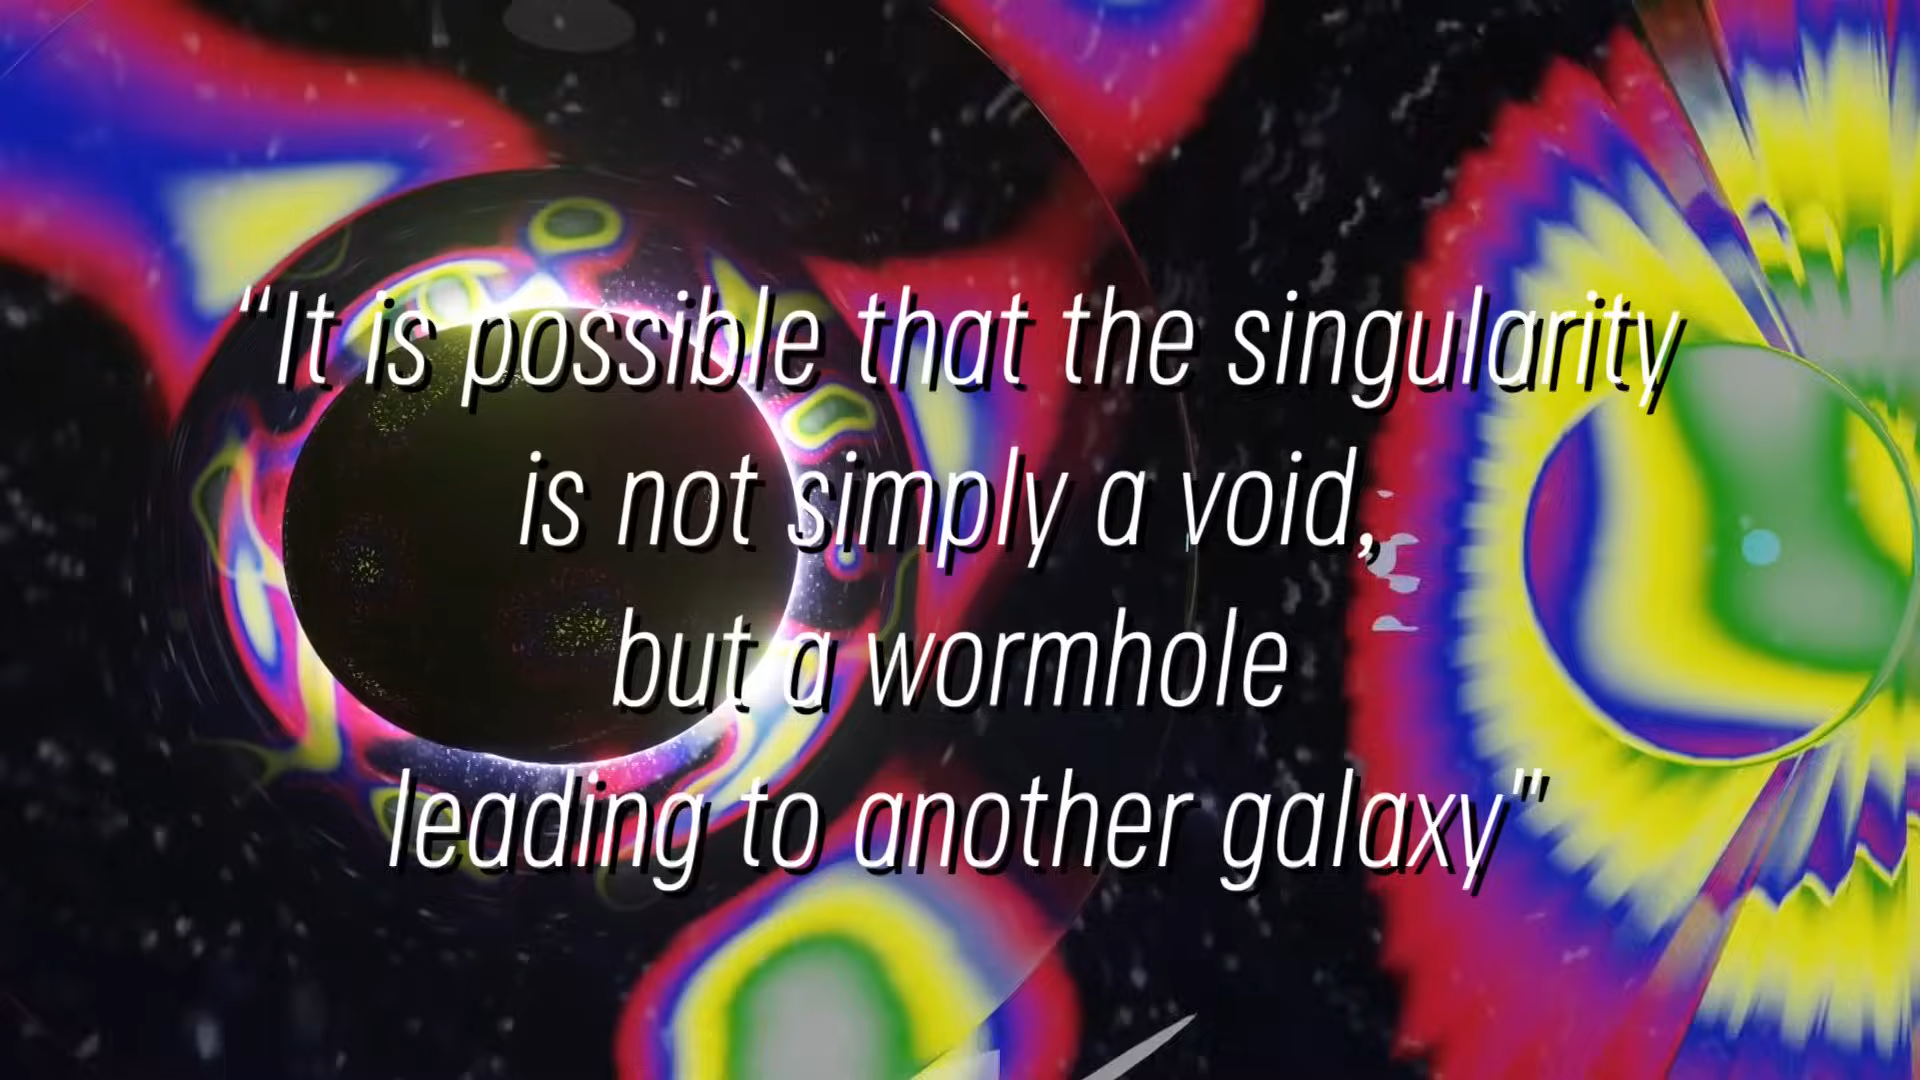 “It is possible that the singularity
is not simply a void,
but a wormhole
leading to another galaxy"